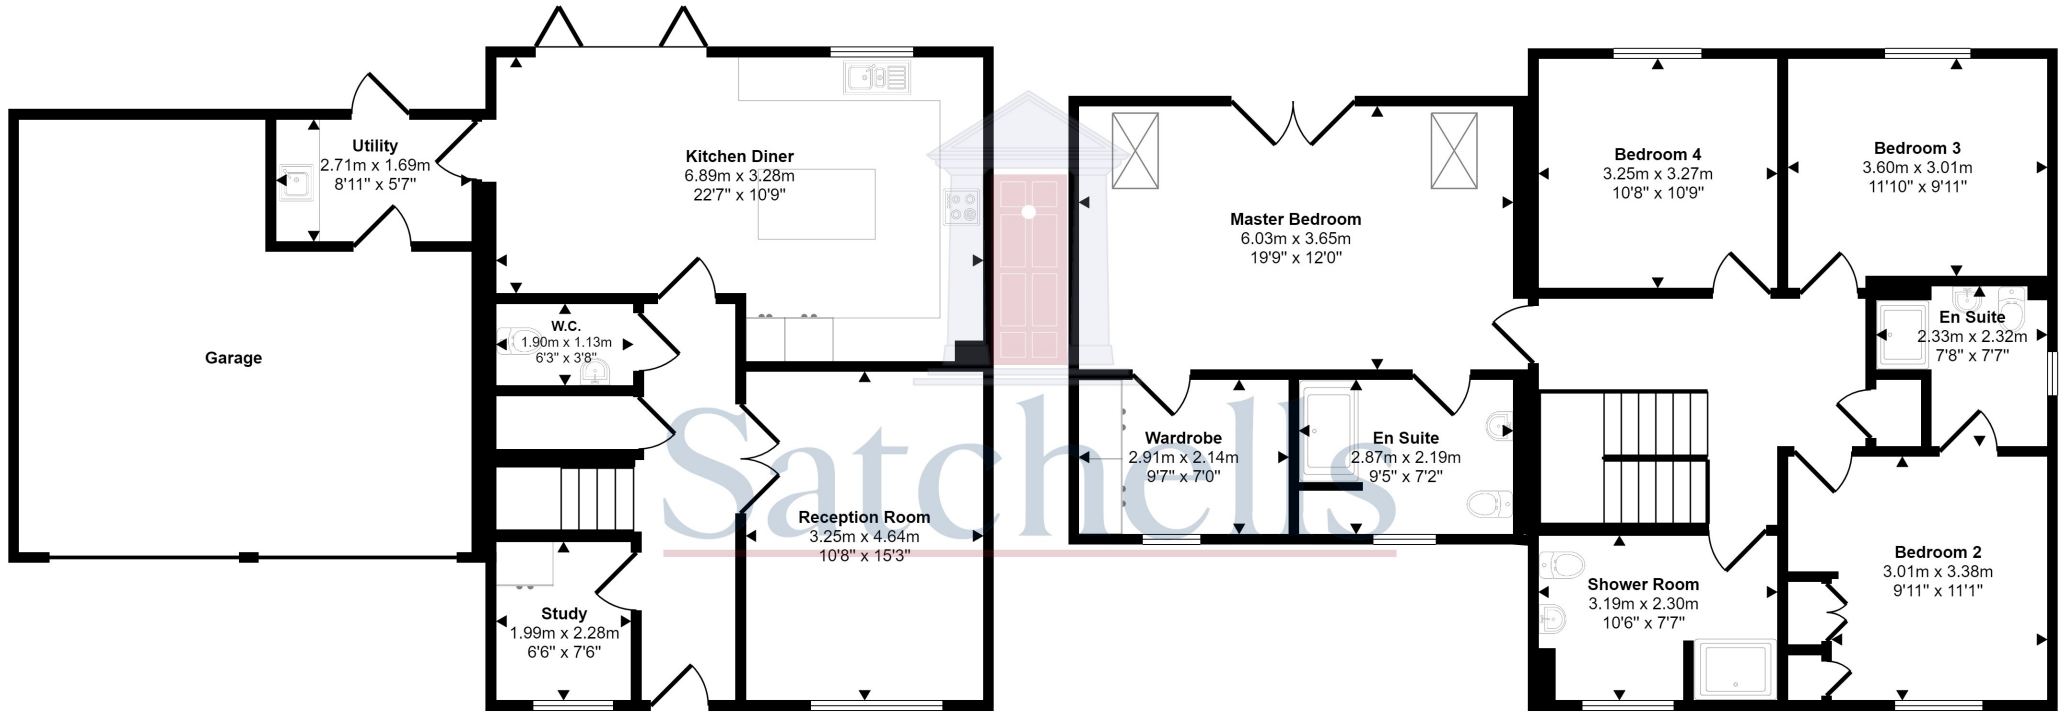 Utility
2.71m x 1.69m
8'11" x 5'7"
Kitchen Diner
6.89m x 3.28m
22'7" x 10'9"
Garage
W.C.
1.90m x 1.13m
6'3" x 3'8"
Reception Room
3.25m x 4.64m
10'8" x 15'3"
Study
1.99m x 2.28m
6'6" x 7'6"
Satchells
Master Bedroom
6.03m x 3.65m
19'9" x 12'0"
Wardrobe
2.91m x 2.14m
9'7" x 7'0"
En Suite
2.87m x 2.19m
9'5" x 7'2"
Bedroom 4
3.25m x 3.27m
10'8" x 10'9"
Bedroom 3
3.60m x 3.01m
11'10" x 9'11"
En Suite
2.33m x 2.32m
7'8" x 7'7"
Shower Room
3.19m x 2.30m
10'6" x 7'7"
Bedroom 2
3.01m x 3.38m
9'11" x 11'1"